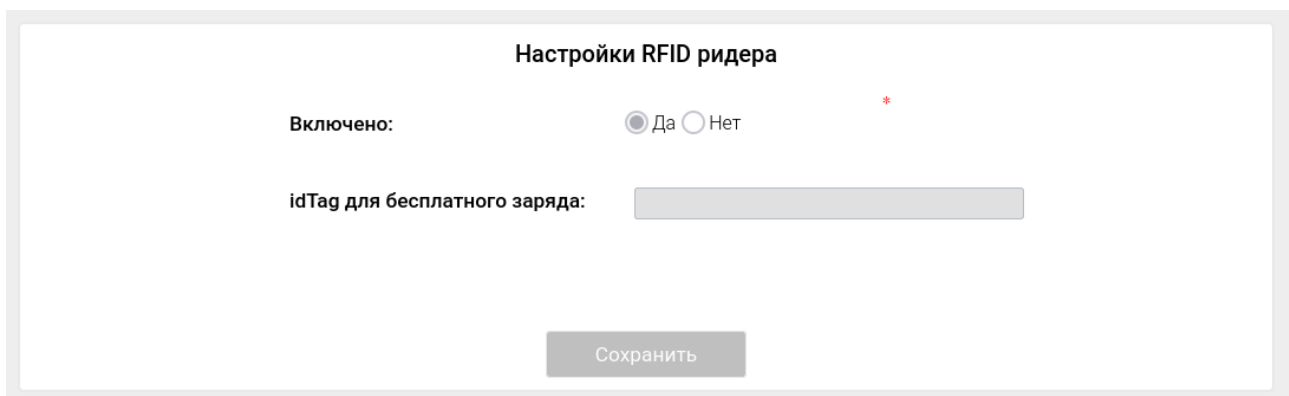 Настройки RFID ридера
*
Включено: Да Нет
idTag для бесплатного заряда:
Сохранить